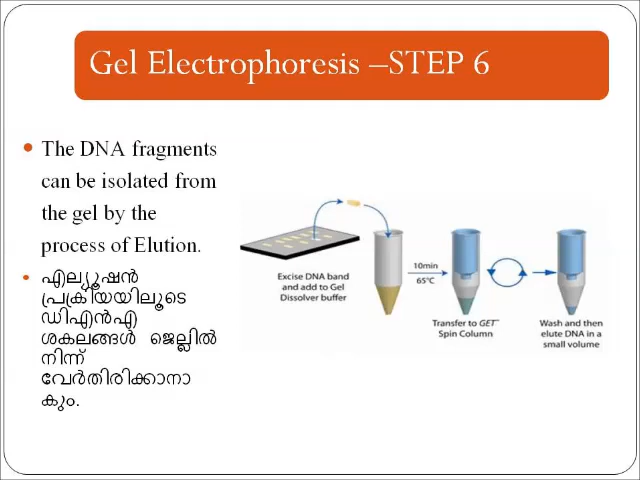 Gel Electrophoresis –STEP 6
• The DNA fragments
can be isolated from
the gel by the
process of Elution.
• എല്യൂഷൻ
പ്രക്രിയയിലൂടെ
ഡിഎൻഎ
ശകലങ്ങൾ ജെല്ലിൽ
നിന്ന്
വേർതിരിക്കാനാ
കും.
Excise DNA band
and add to Gel
Dissolver buffer
10min
65°C
Transfer to GET™
Spin Column
Wash and then
elute DNA in a
small volume